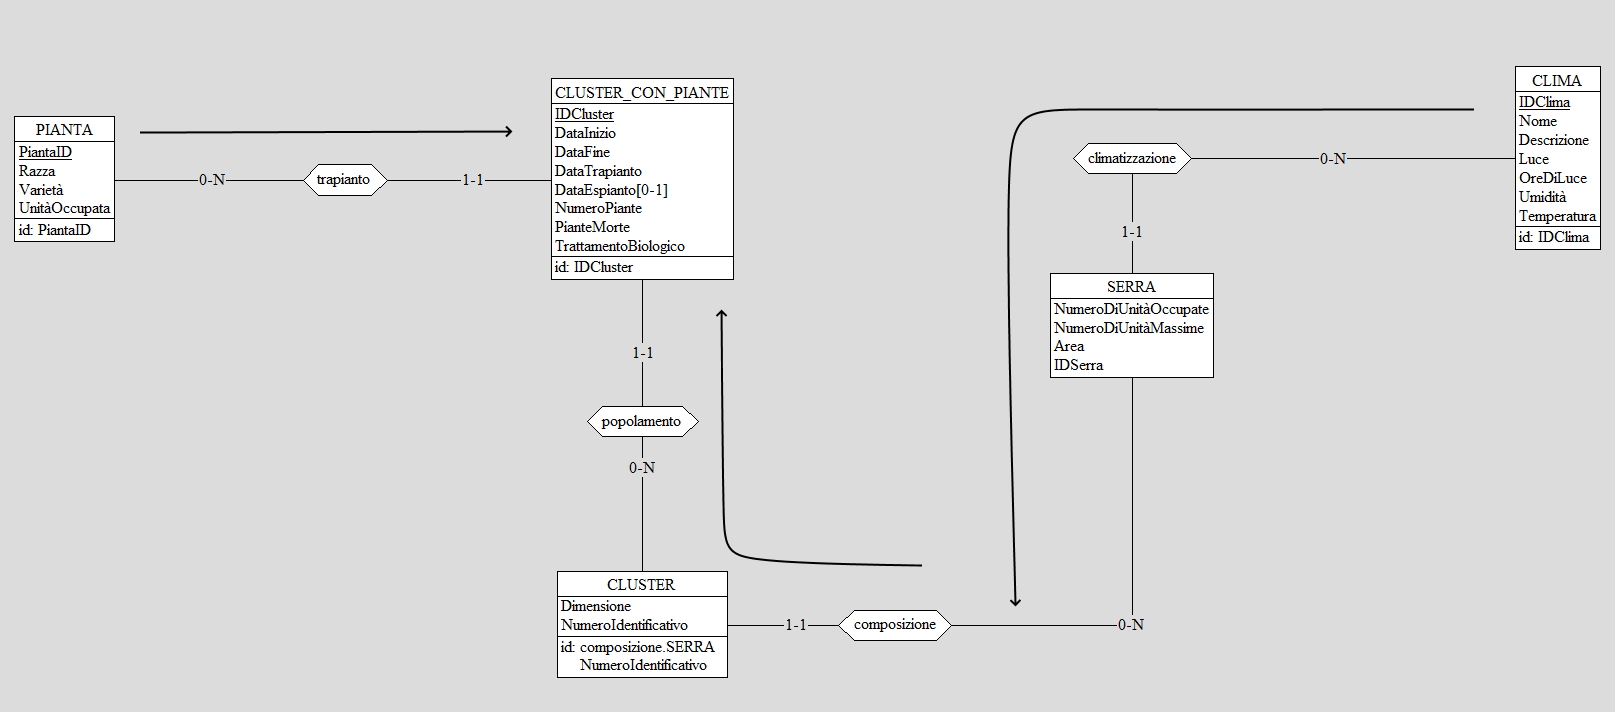 PIANTA
PiantaID
Razza
Varietà
UnitàOccupata
id: PiantaID
0-N
trapianto
1-1
CLUSTER_CON_PIANTE
IDCluster
DataInizio
DataFine
DataTrapianto
DataEspianto[0-1]
NumeroPiante
PianteMorte
TrattamentoBiologico
id: IDCluster
1-1
popolamento
0-N
CLUSTER
Dimensione
NumeroIdentificativo
id: composizione.SERRA
NumeroIdentificativo
1-1
composizione
0-N
SERRA
NumeroDiUnitàOccupate
NumeroDiUnitàMassime
Area
IDSerra
1-1
climatizzazione
0-N
CLIMA
IDClima
Nome
Descrizione
Luce
OreDiLuce
Umidità
Temperatura
id: IDClima